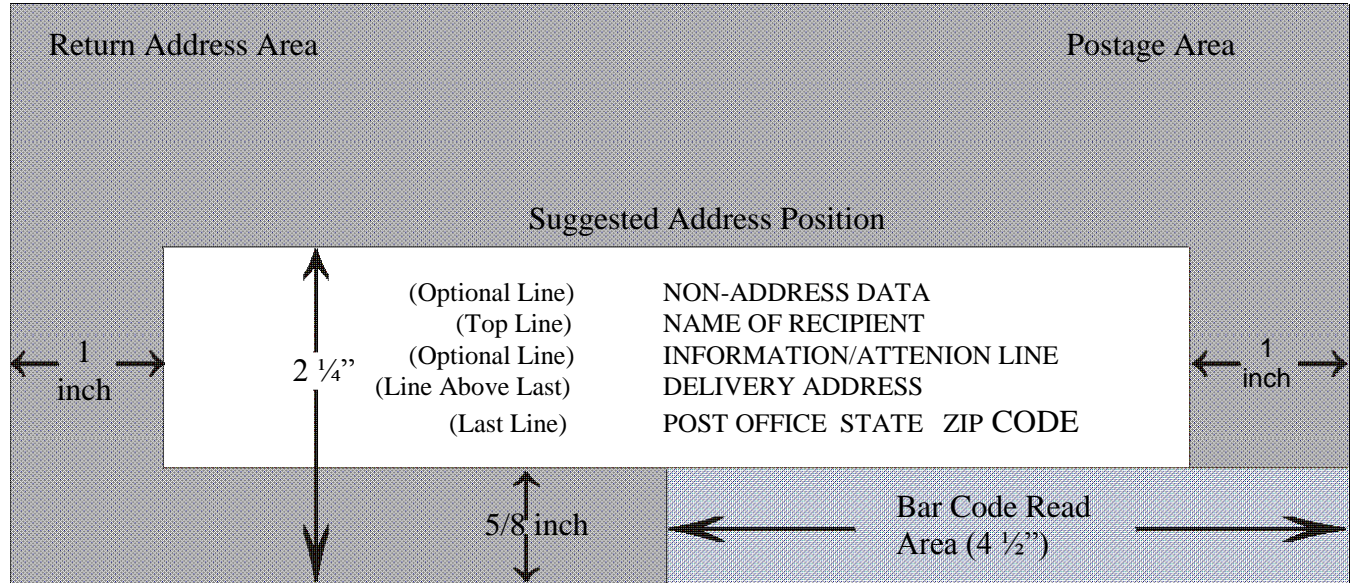 Return Address Area Postage Area
Suggested Address Position
(Optional Line) NON-ADDRESS DATA
(Top Line) NAME OF RECIPIENT
(Optional Line) INFORMATION/ATTENION LINE
(Line Above Last) DELIVERY ADDRESS
(Last Line) POST OFFICE STATE ZIP CODE
1
inch
2 ¼”
1
inch
5/8 inch
Bar Code Read
Area (4 ½”)